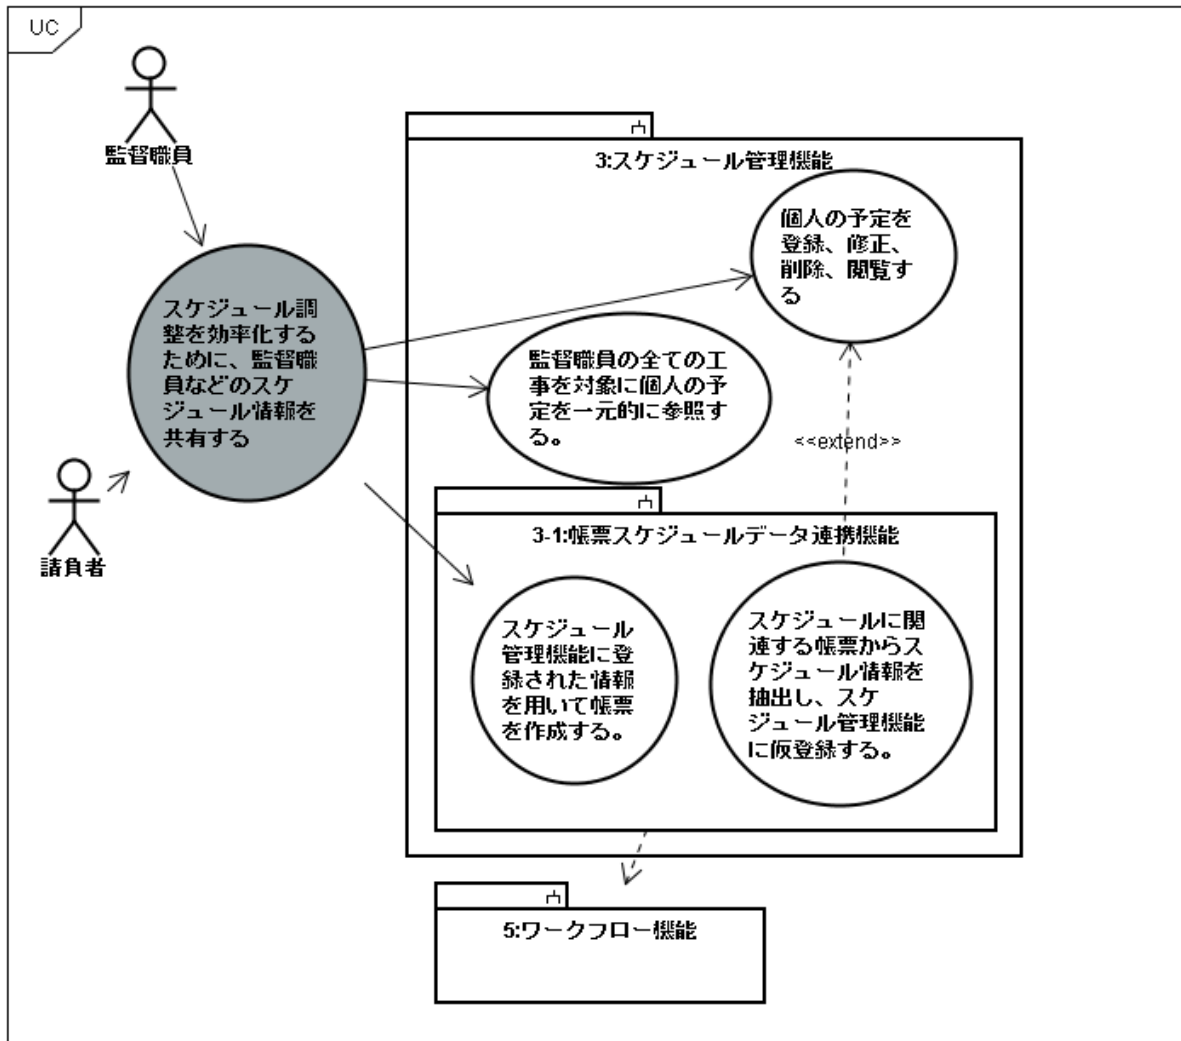 UC
監督職員
3:スケジュール管理機能
個人の予定を
登録、修正、
削除、閲覧す
る
スケジュール調
整を効率化する
ために、監督職
員などのスケ
ジュール情報を
共有する
監督職員の全ての工
事を対象に個人の予
定を一元的に参照す
る。
<<extend>>
請負者
3-1:帳票スケジュールデータ連携機能
スケジュール
管理機能に登
録された情報
を用いて帳票
を作成する。
スケジュールに関
連する帳票からス
ケジュール情報を
抽出し、スケ
ジュール管理機能
に仮登録する。
5:ワークフロー機能